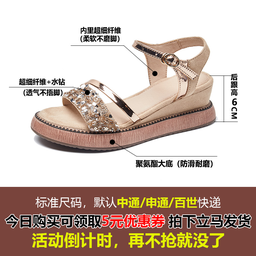 内里超细纤维
(柔软不磨脚)
超细纤维+水钻
(透气不捂脚)
后跟高
6CM
聚氨酯大底(防滑耐磨)
标准尺码，默认中通/申通/百世快递
今日购买可领取5元优惠券 拍下立马发货
活动倒计时，再不抢就没了